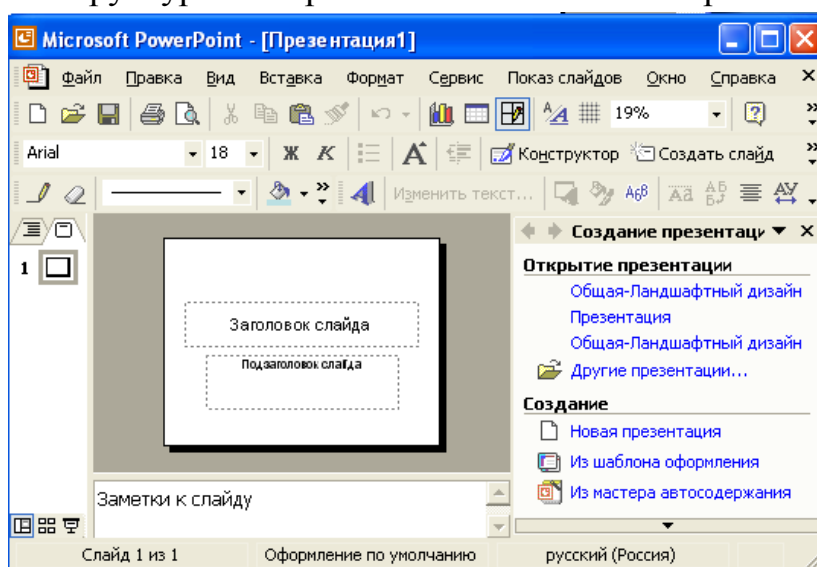 Microsoft PowerPoint - [Презентация1]
Файл Правка Вид Вставка Формат Сервис Показ слайдов Окно Справка
19%
Arial 18 Ж К Конструктор Создать слайд
Изменить текст...
Создание презентаци
1
Открытие презентации
Общая-Ландшафтный дизайн
Презентация
Общая-Ландшафтный дизайн
Другие презентации...
Создание
Новая презентация
Из шаблона оформления
Из мастера автосодержания
Заголовок слайда
Подзаголовок слайда
Заметки к слайду
Слайд 1 из 1 Оформление по умолчанию русский (Россия)